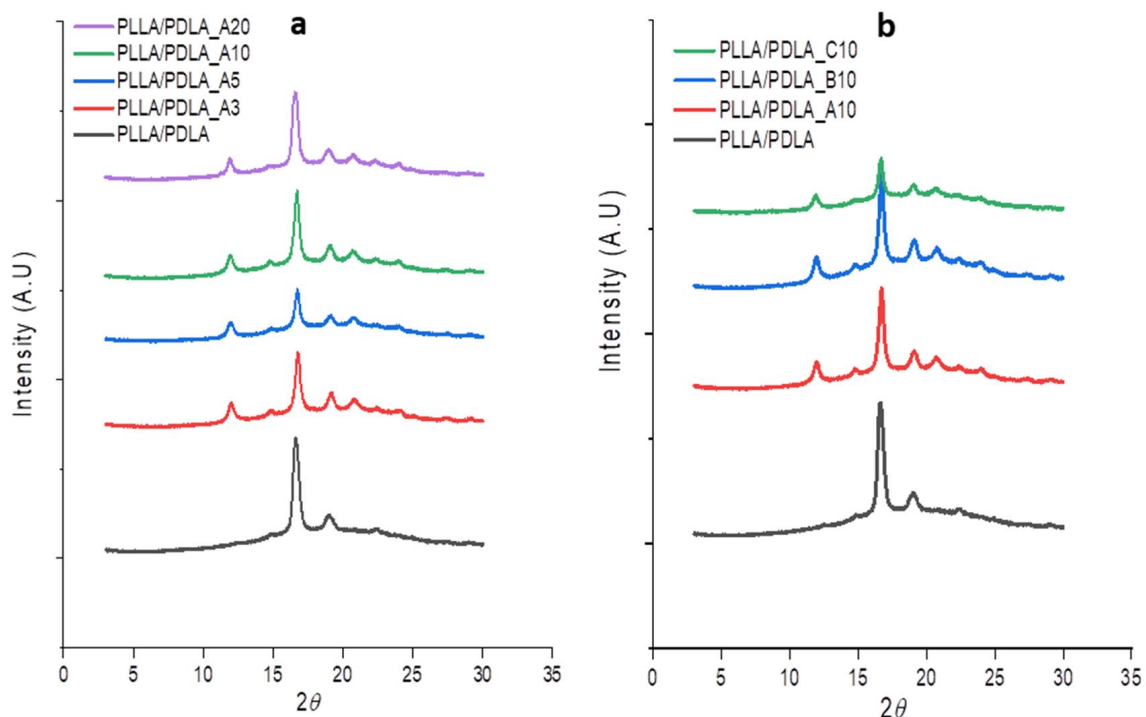 a
PLLA/PDLA_A20
PLLA/PDLA_A10
PLLA/PDLA_A5
PLLA/PDLA_A3
PLLA/PDLA
Intensity (A.U)
0 5 10 15 20 25 30 35
2θ
b
PLLA/PDLA_C10
PLLA/PDLA_B10
PLLA/PDLA_A10
PLLA/PDLA
Intensity (A.U)
0 5 10 15 20 25 30 35
2θ